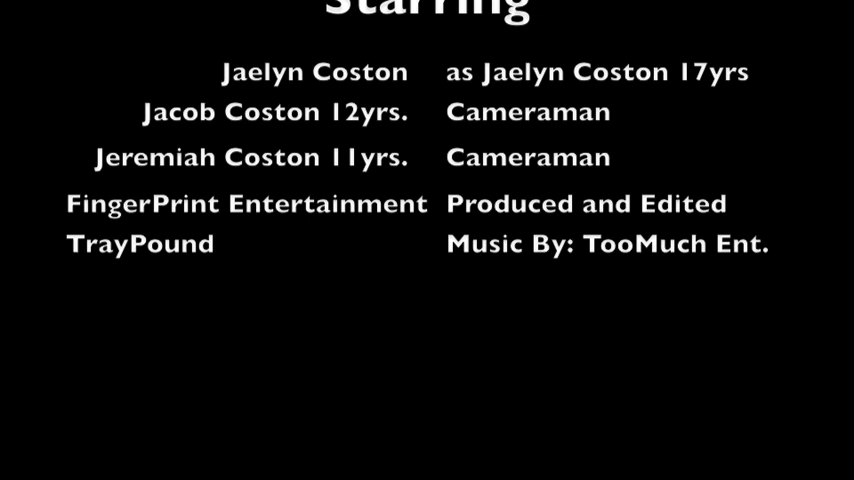 Starring
Jaelyn Coston as Jaelyn Coston 17yrs
Jacob Coston 12yrs. Cameraman
Jeremiah Coston 11yrs. Cameraman
FingerPrint Entertainment Produced and Edited
TrayPound Music By: TooMuch Ent.